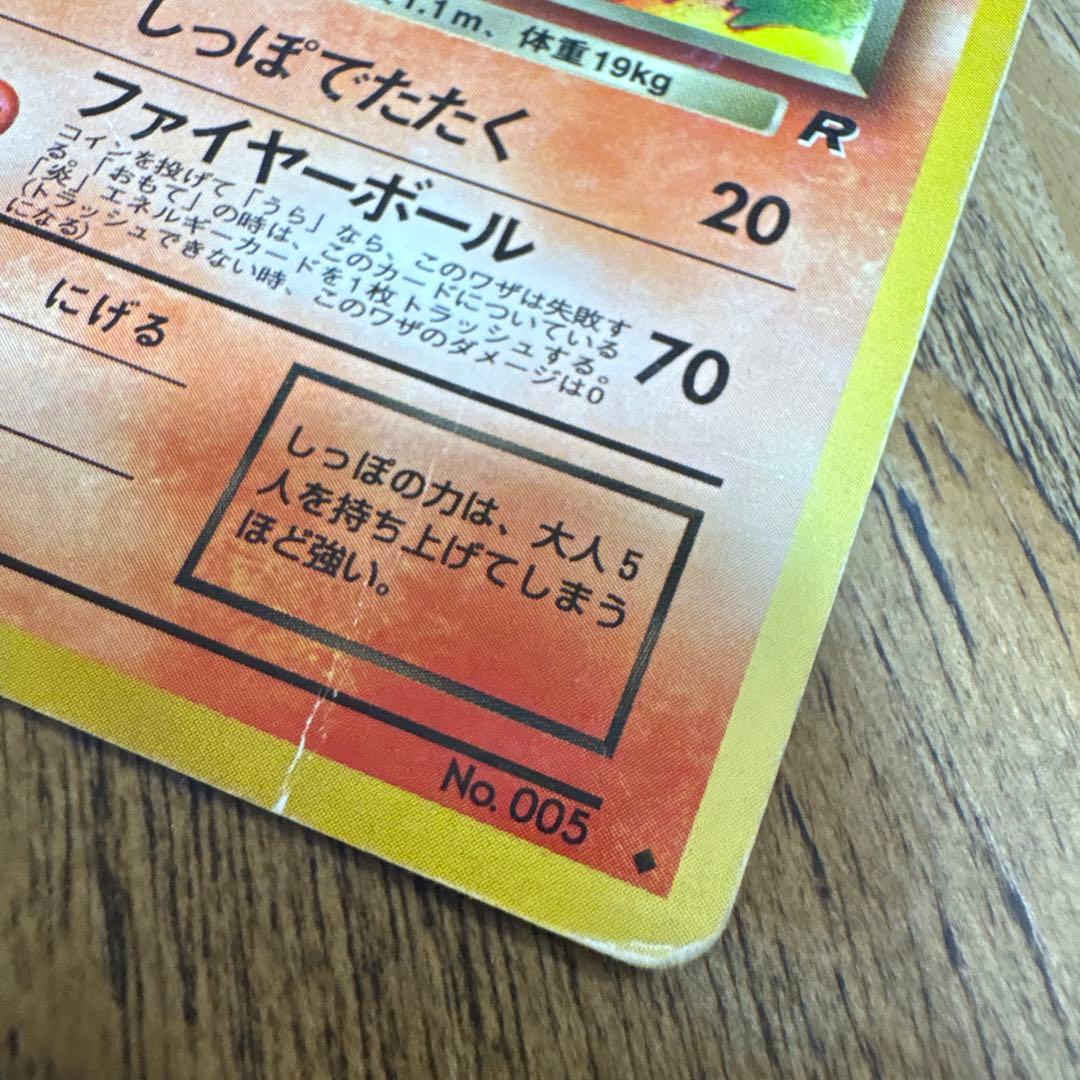 1.1m、体重19kg
R
しっぽでたたく 20
ファイヤーボール
コインを投げて「うら」なら、このワザは失敗す
る。「おもて」の時は、このカードについている
「炎」エネルギーカードを1枚トラッシュする。
(トラッシュできない時、このワザのダメージは0
になる)
70
にげる
しっぽの力は、大人5
人を持ち上げてしまう
ほど強い。
No. 005